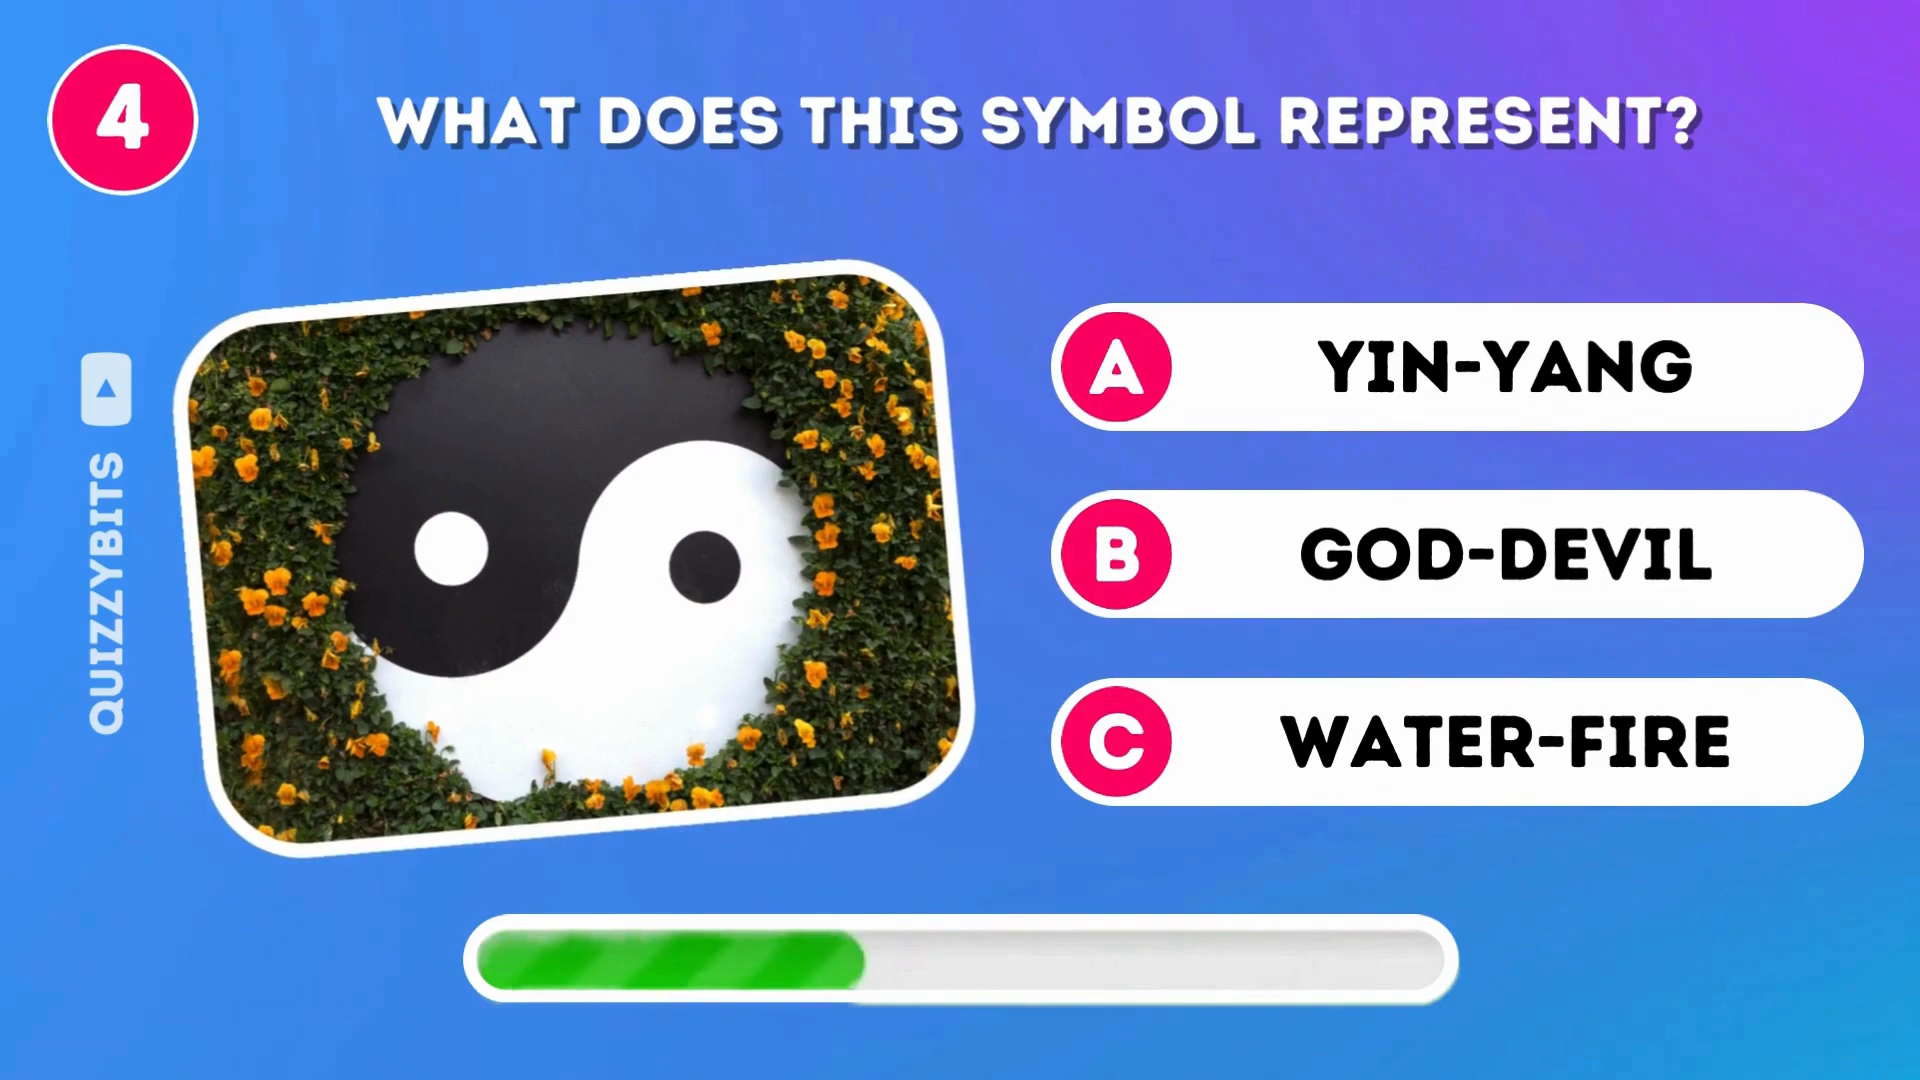 4
WHAT DOES THIS SYMBOL REPRESENT?
QUIZZYBITS
A YIN-YANG
B GOD-DEVIL
C WATER-FIRE